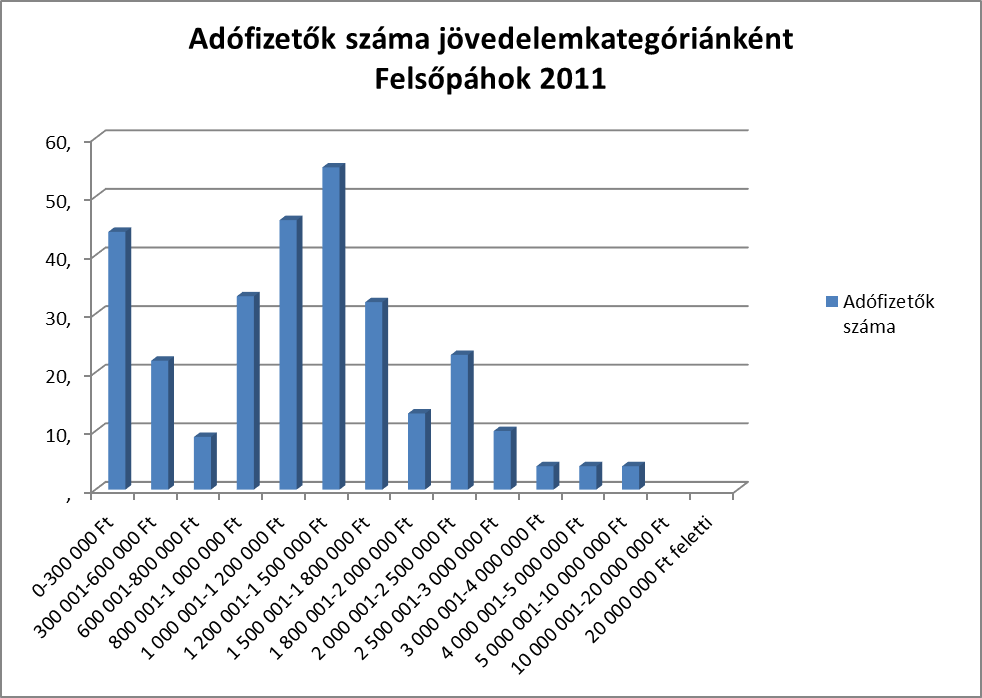 Adófizetők száma jövedelemkategóriánként
Felsőpáhok 2011
60,
50,
40,
30,
20,
10,
,
0-300 000 Ft
300 001-600 000 Ft
600 001-800 000 Ft
800 001-1 000 000 Ft
1 000 001-1 200 000 Ft
1 200 001-1 500 000 Ft
1 500 001-1 800 000 Ft
1 800 001-2 000 000 Ft
2 000 001-2 500 000 Ft
2 500 001-3 000 000 Ft
3 000 001-4 000 000 Ft
4 000 001-5 000 000 Ft
5 000 001-10 000 000 Ft
10 000 001-20 000 000 Ft
20 000 000 Ft feletti
Adófizetők
száma